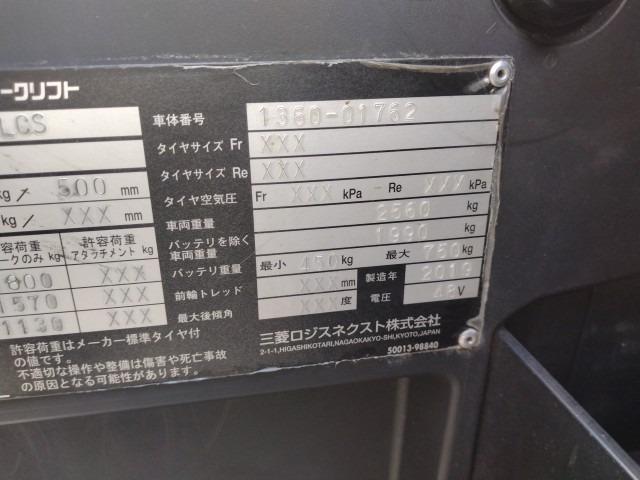 ークリフト
LCS
車体番号 1380-01762
タイヤサイズ Fr XXX
タイヤサイズ Re XXX
kg / 500 mm
タイヤ空気圧 Fr XXX kPa - Re XXX kPa
kg / XXX mm
車両重量 2560 kg
バッテリを除く車両重量 1990 kg
容荷重 ークのみ kg 許容荷重 アタッチメント kg
バッテリ重量 最小 450 kg 最大 750 kg
800 XXX
前輪トレッド XXX mm 製造年
1570 XXX
最大後傾角 XXX 度 電圧 48 V
1130 XXX
許容荷重はメーカー標準タイヤ付
の値です。
不適切な操作や整備は傷害や死亡事故
の原因となる可能性があります。
三菱ロジスネクスト株式会社
2-1-1,HIGASHIKOTARI,NAGAOKAKYO-SHI,KYOTO,JAPAN
50013-98840